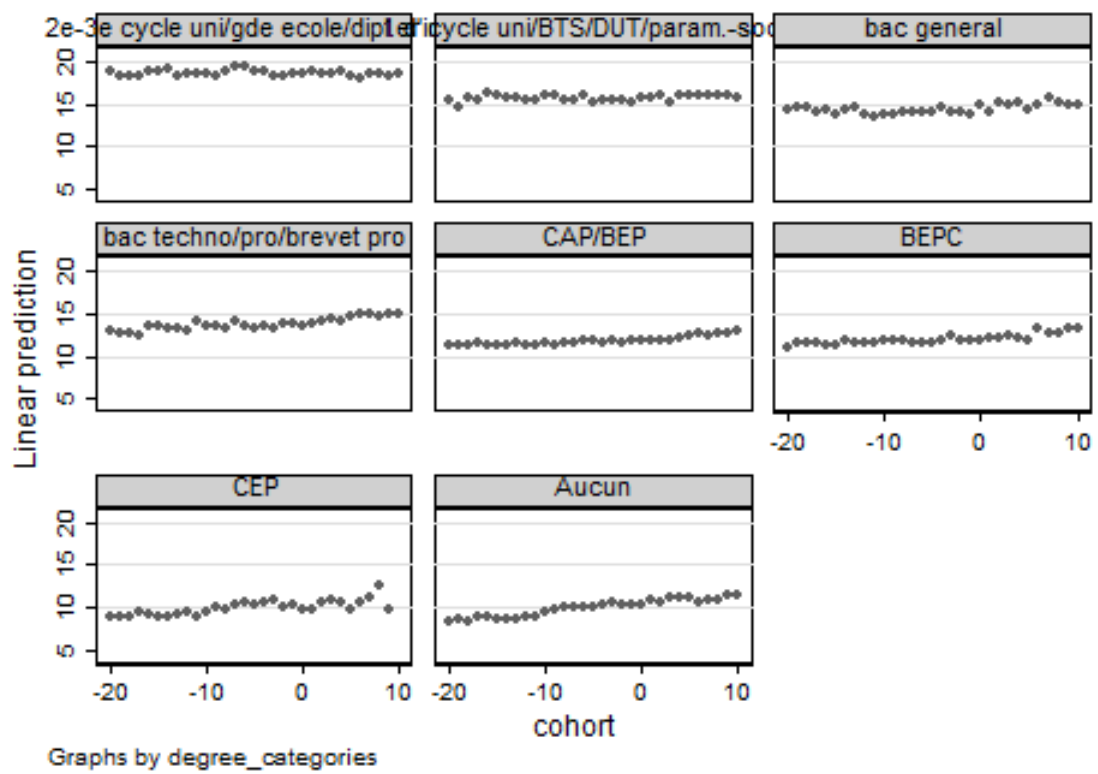 2e-3e cycle uni/gde ecole/dipl cycle uni/BTS/DUT/param.-soc
bac general
20
15
10
5
bac techno/pro/brevet pro
CAP/BEP
BEPC
20
15
10
5
-20 -10 0 10
Linear prediction
CEP
Aucun
20
15
10
5
-20 -10 0 10
-20 -10 0 10
cohort
Graphs by degree_categories